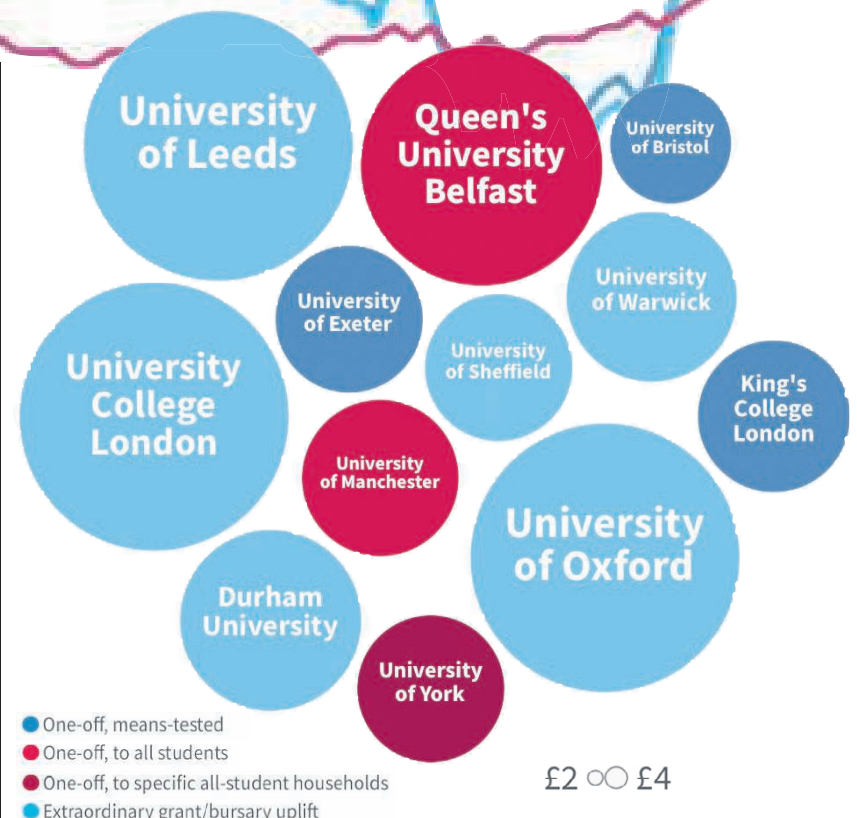 University
of Leeds
Queen's
University
Belfast
University
of Bristol
University
of Exeter
University
of Sheffield
University
of Warwick
University
College
London
King's
College
London
University
of Manchester
University
of Oxford
Durham
University
University
of York
One-off, means-tested
One-off, to all students
One-off, to specific all-student households
Extraordinary grant/bursary uplift
£2 £4